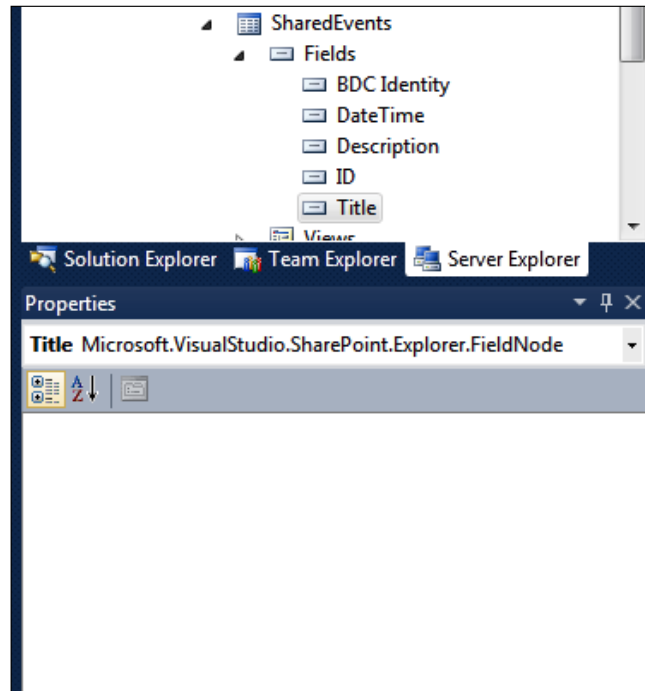 SharedEvents
Fields
BDC Identity
DateTime
Description
ID
Title
Views
Solution Explorer Team Explorer Server Explorer
Properties
Title Microsoft.VisualStudio.SharePoint.Explorer.FieldNode
A
Z